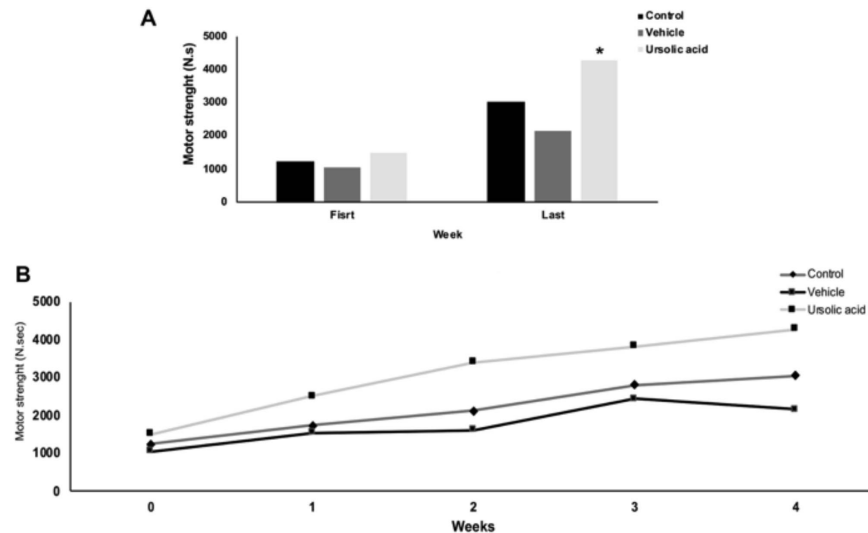 A
Control
Vehicle
Ursolic acid
Motor strenght (N.s)
5000
4000
3000
2000
1000
0
*
Fisrt
Last
Week
B
Control
Vehicle
Ursolic acid
Motor strenght (N.sec)
5000
4000
3000
2000
1000
0
0 1 2 3 4
Weeks